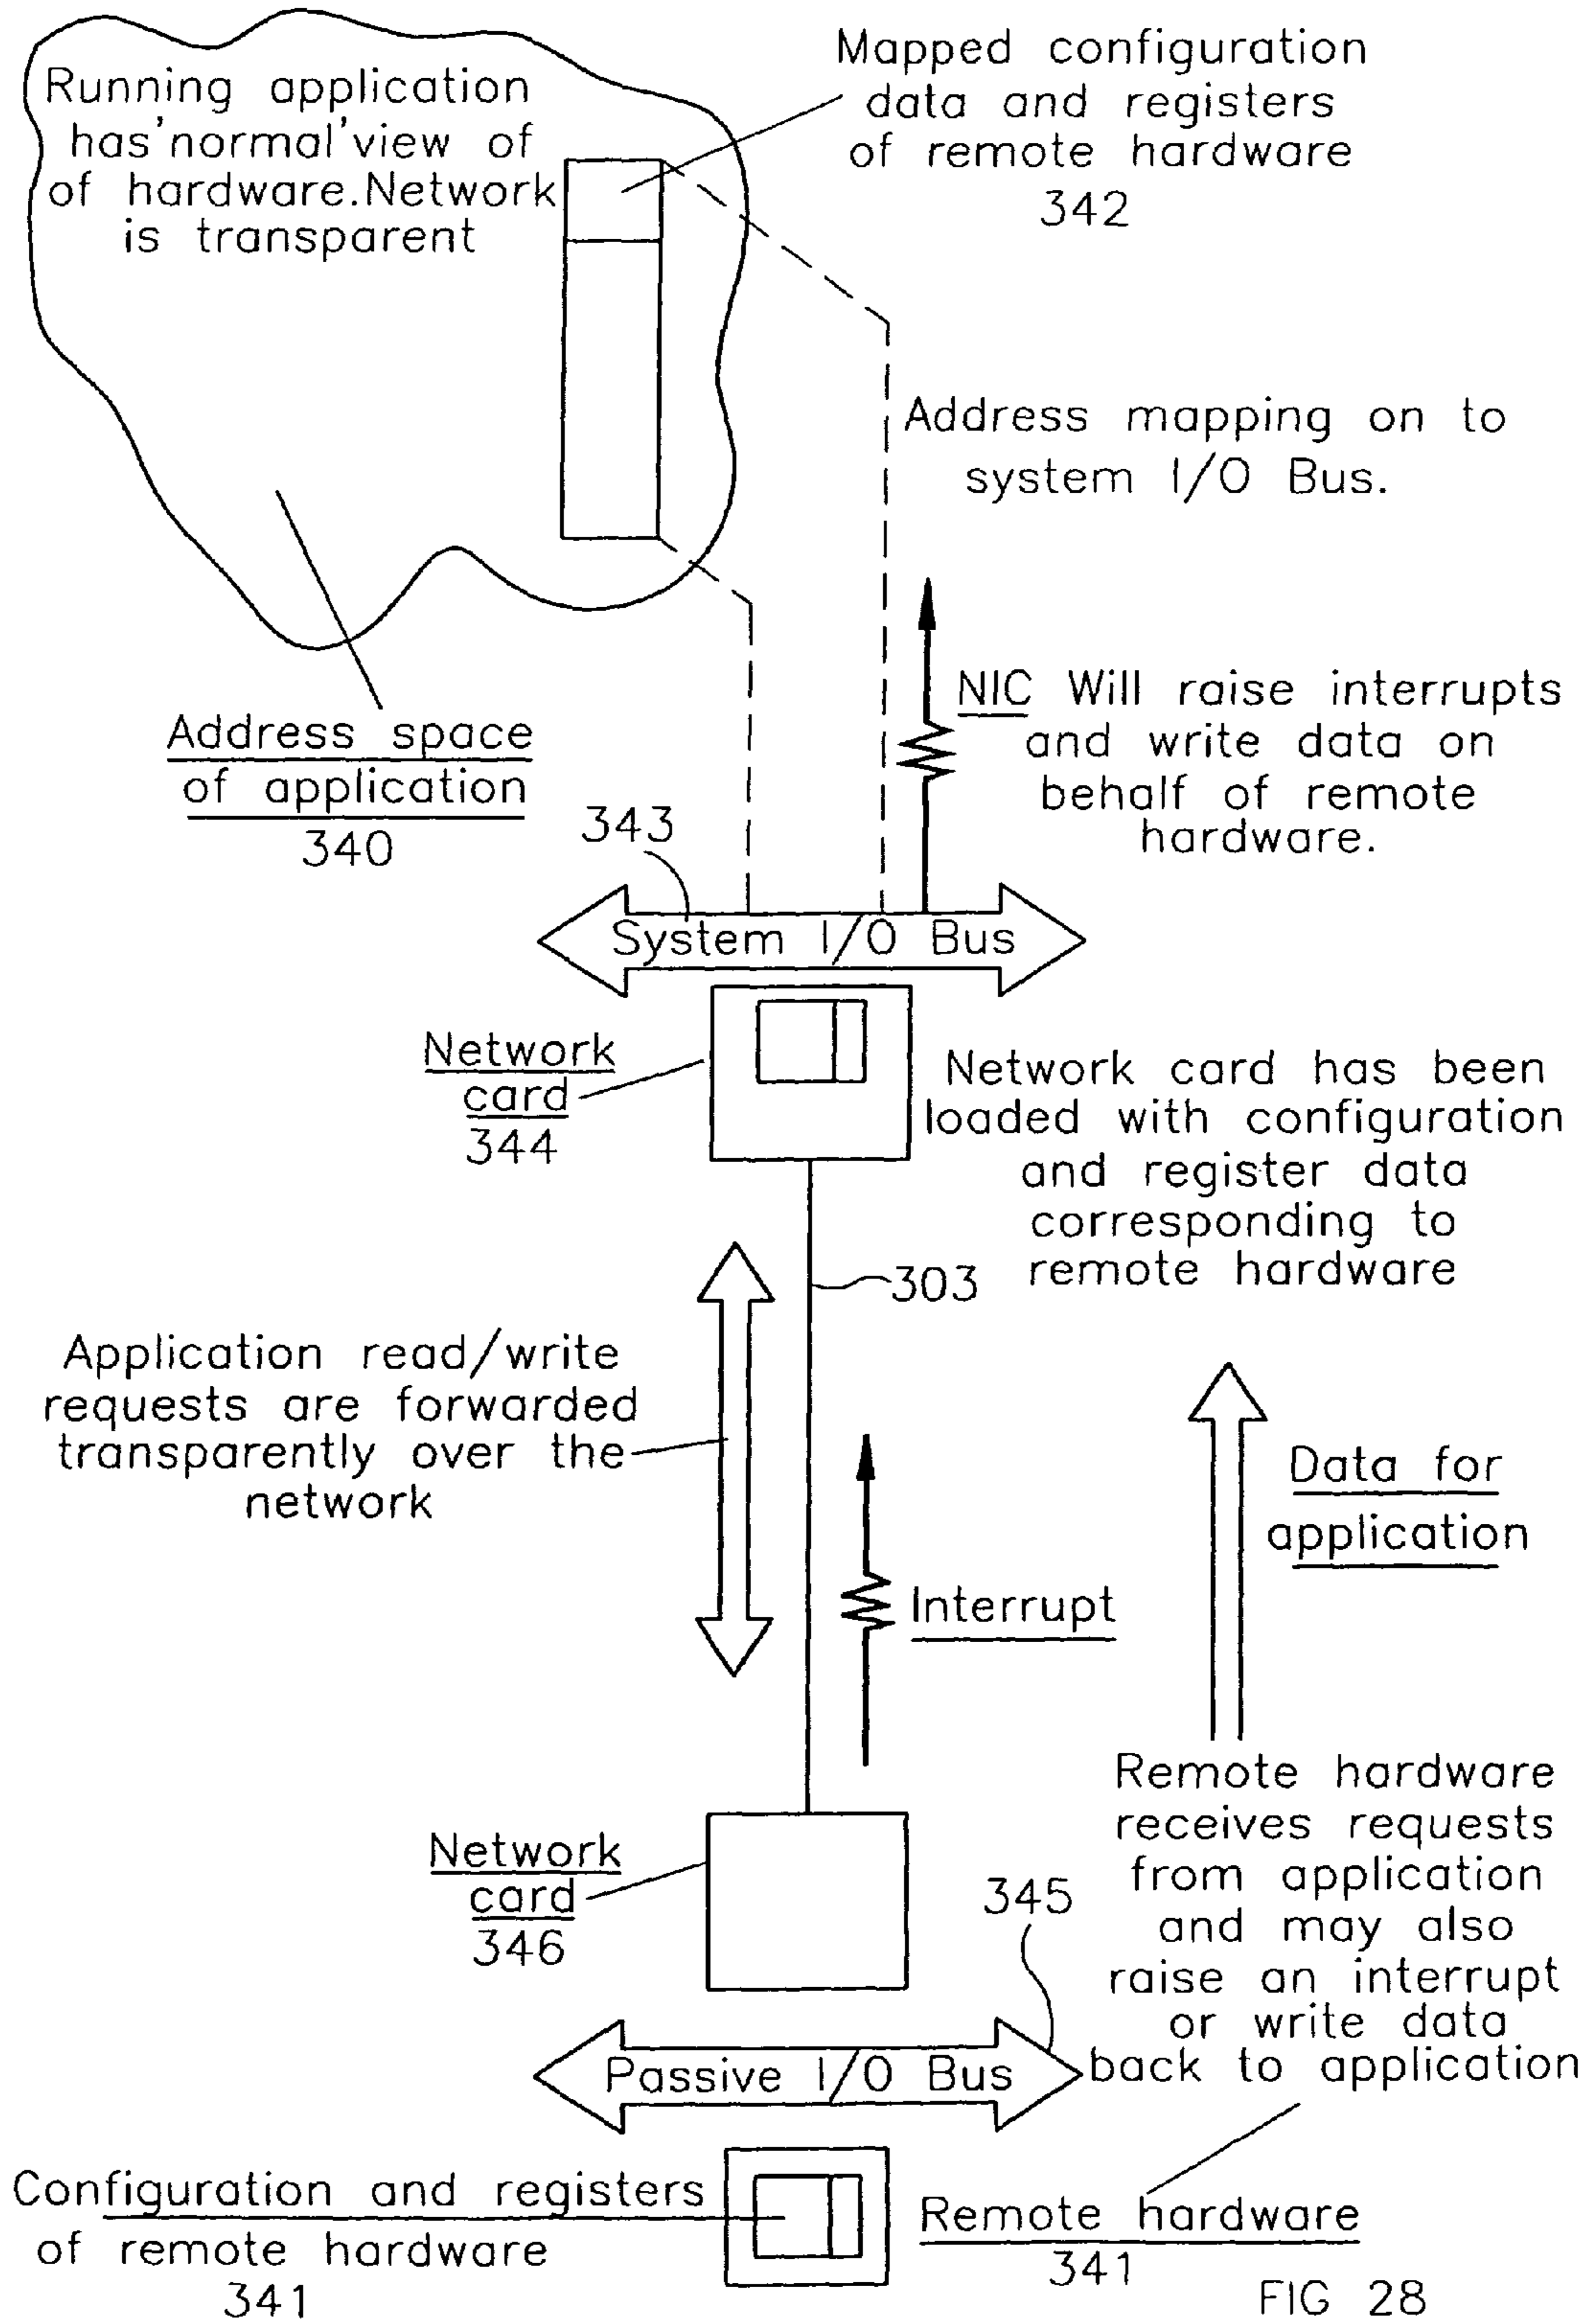 Running application
has'normal'view of
of hardware.Network
is transparent
Mapped configuration
data and registers
of remote hardware
342
Address mapping on to
system I/O Bus.
NIC Will raise interrupts
and write data on
behalf of remote
hardware.
Address space
of application
340
343
System I/O Bus
Network
card
344
Network card has been
loaded with configuration
and register data
corresponding to
remote hardware
303
Application read/write
requests are forwarded
transparently over the
network
Data for
application
Interrupt
Remote hardware
receives requests
from application
and may also
raise an interrupt
or write data
back to application
Network
card
346
345
Passive I/O Bus
Configuration and registers
of remote hardware
341
Remote hardware
341
FIG 28